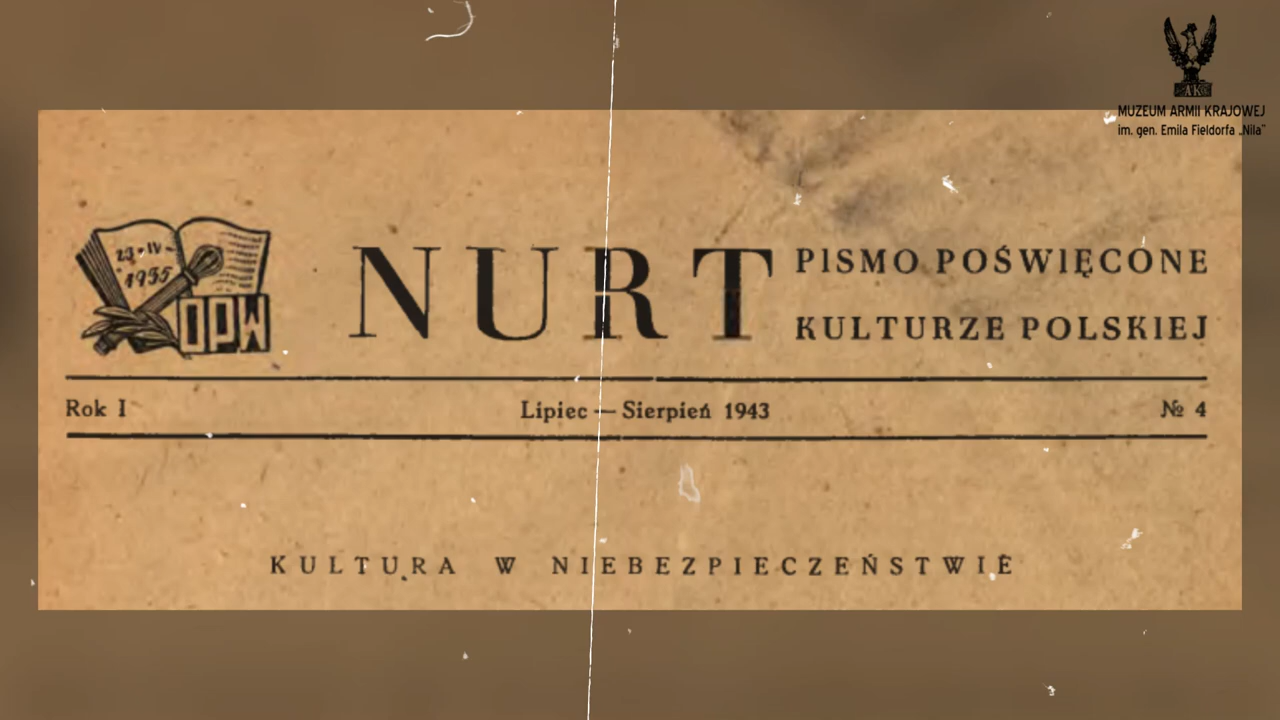 AK
MUZEUM ARMII KRAJOWEJ
im. gen. Emila Fieldorfa „Nila”
23•IV•
1935
OPW
NURT
PISMO POŚWIĘCONE
KULTURZE POLSKIEJ
Rok I
Lipiec — Sierpień 1943
№ 4
KULTURA W NIEBEZPIECZEŃSTWIE